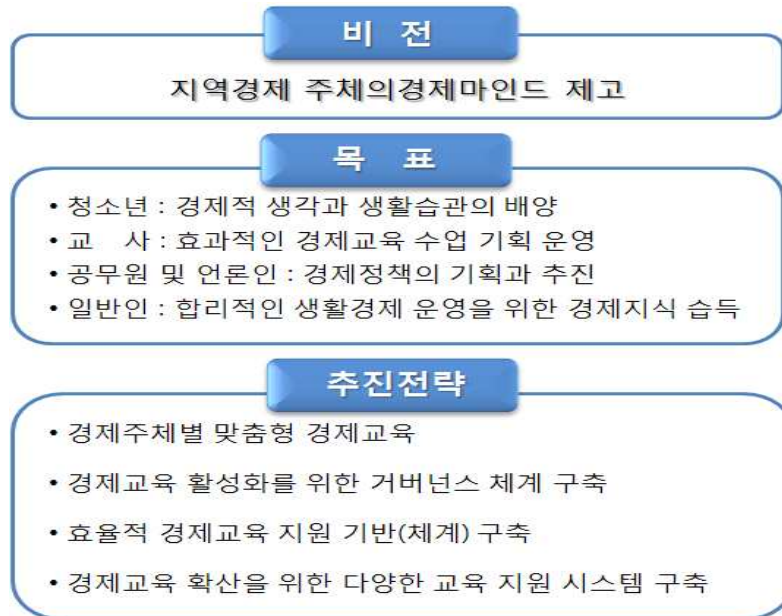 비 전
지역경제 주체의경제마인드 제고
목 표
• 청소년 : 경제적 생각과 생활습관의 배양
• 교 사 : 효과적인 경제교육 수업 기획 운영
• 공무원 및 언론인 : 경제정책의 기획과 추진
• 일반인 : 합리적인 생활경제 운영을 위한 경제지식 습득
추진전략
• 경제주체별 맞춤형 경제교육
• 경제교육 활성화를 위한 거버넌스 체계 구축
• 효율적 경제교육 지원 기반(체계) 구축
• 경제교육 확산을 위한 다양한 교육 지원 시스템 구축